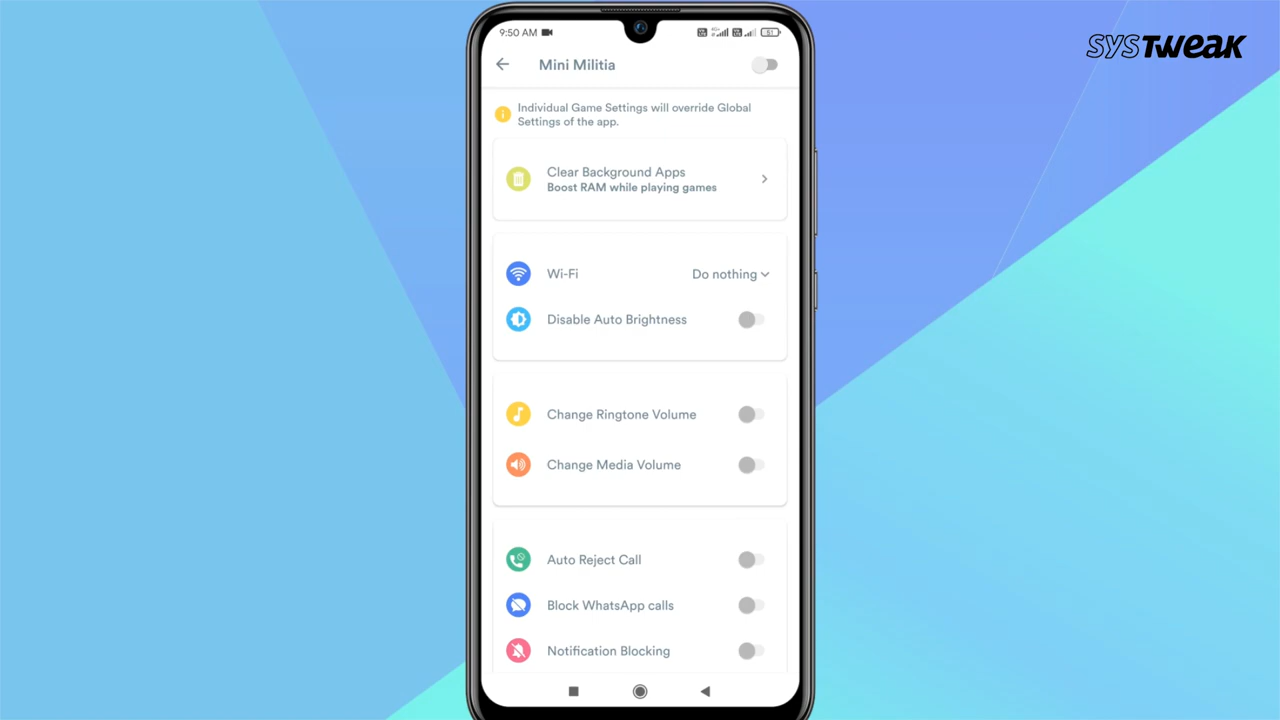 SYSTWEAK
9:50 AM
51
Mini Militia
Individual Game Settings will override Global
Settings of the app.
Clear Background Apps
Boost RAM while playing games
Wi-Fi
Do nothing
Disable Auto Brightness
Change Ringtone Volume
Change Media Volume
Auto Reject Call
Block WhatsApp calls
Notification Blocking